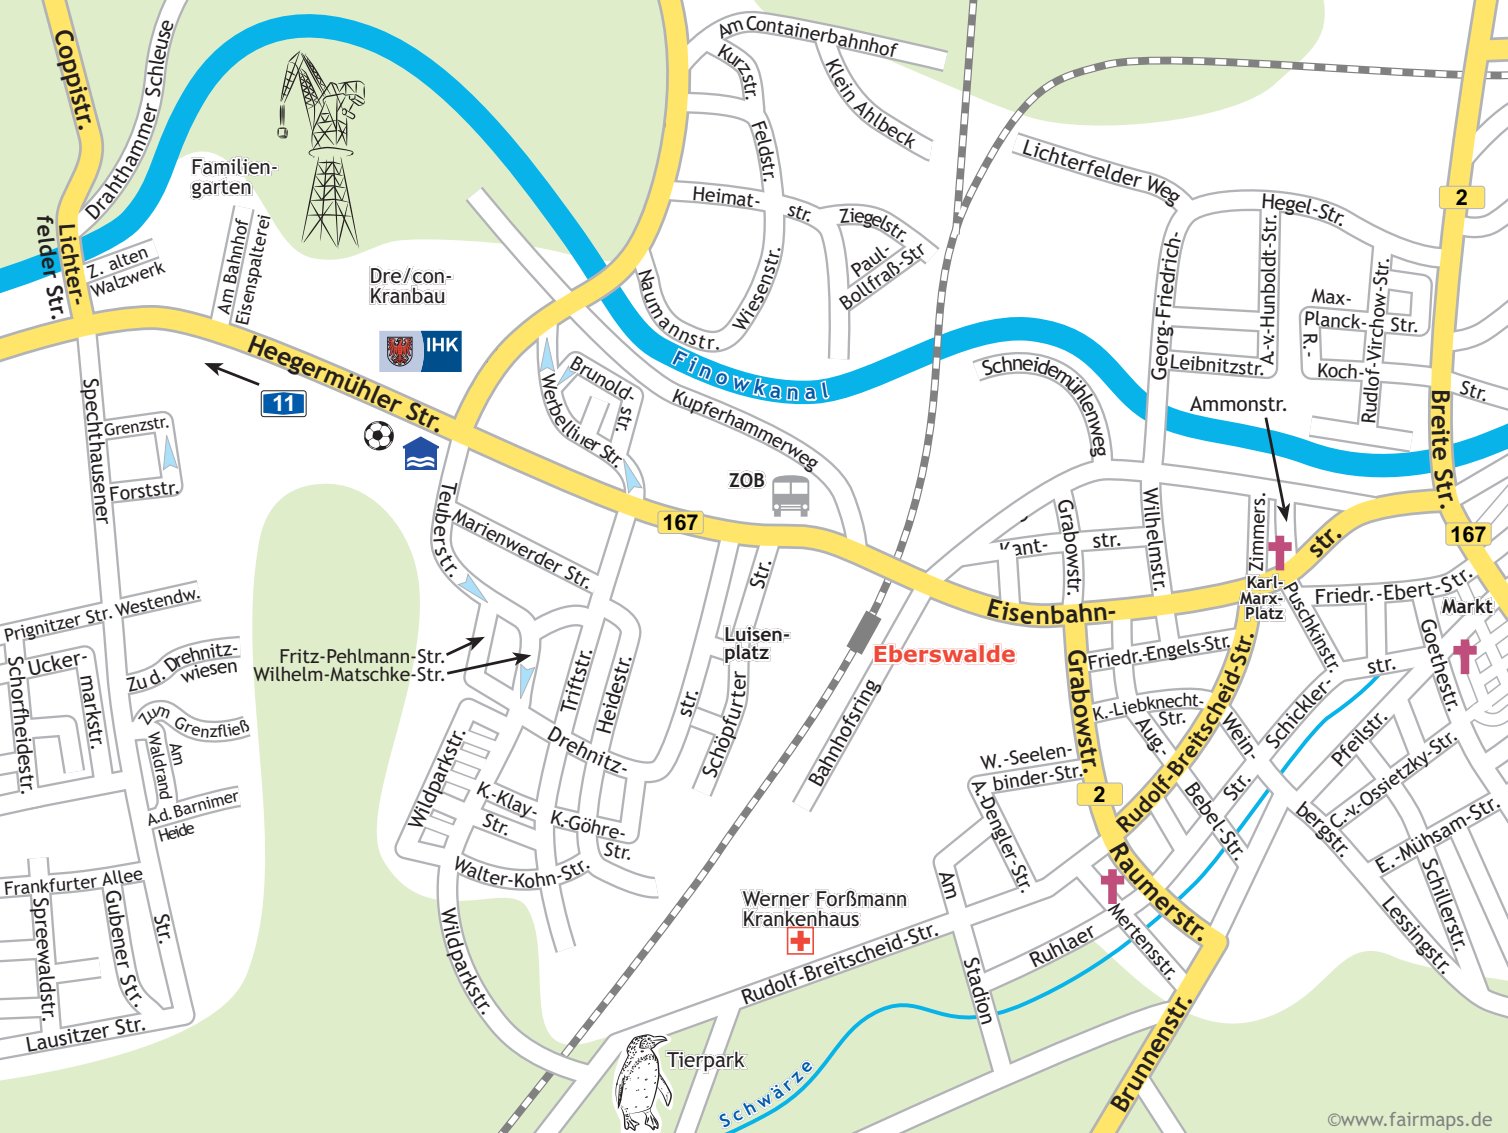 Coppistr.
Drahthammer Schleuse
Am Containerbahnhof
Kurzstr.
Klein Ahlbeck
Feldstr.
Familien-
garten
Heimat-
str.
Ziegelstr.
Paul-
Bollfraß-Str
Lichterfelder Weg
Hegel-Str.
2
Lichter-
felder Str.
Z. alten
Walzwerk
Am Bahnhof
Eisenspalterei
Dre/con-
Kranbau
IHK
Naumannstr.
Wiesenstr.
Georg-Friedrich-
A.-v-Hunboldt-Str.
Max-
Planck-
Str.
R.-
Koch-
Rudolf-Virchow-Str.
Leibnitzstr.
Str.
Finowkanal
Schneidemühlenweg
Ammonstr.
Breite Str.
Heegermühler Str.
11
Brunold-
str.
Werbelliner Str.
Kupferhammerweg
ZOB
Spechthausener
Grenzstr.
Forststr.
Teuberstr.
Marienwerder Str.
167
Str.
Kant-
str.
Grabowstr.
Wilhelmstr.
Zimmers.
str.
167
Karl-
Marx-
Platz
Puschkinstr.
Friedr.-Ebert-Str.
Markt
Goethestr.
Eisenbahn-
Eberswalde
Prignitzer Str.
Westendw.
Ucker-
markstr.
Schorfheidestr.
Zu d. Drehnitz-
wiesen
Zum Grenzfließ
Am
Waldrand
A.d. Barnimer
Heide
Fritz-Pehlmann-Str.
Wilhelm-Matschke-Str.
Triftstr.
Heidestr.
Luisen-
platz
str.
Schöpfurter
Drehnitz-
Bahnhofsring
Friedr.-Engels-Str.
Grabowstr.
K.-Liebknecht-
Str.
Rudolf-Breitscheid-Str.
Aug.-
Bebel-Str.
Wein-
bergstr.
Str.
Schickler-
str.
Pfeilstr.
C.-v.-Ossietzky-Str.
E.-Mühsam-Str.
Schillerstr.
Lessingstr.
W.-Seelen-
binder-Str.
A.-Dengler-Str.
2
Wildparkstr.
K.-Klay-
Str.
K-Göhre-
Str.
Walter-Kohn-Str.
Wildparkstr.
Frankfurter Allee
Spreewaldstr.
Gubener Str.
Str.
Lausitzer Str.
Werner Forßmann
Krankenhaus
Rudolf-Breitscheid-Str.
Am
Stadion
Ruhlaer
Mertensstr.
Raumerstr.
Brunnenstr.
Tierpark
Schwärze
©www.fairmaps.de